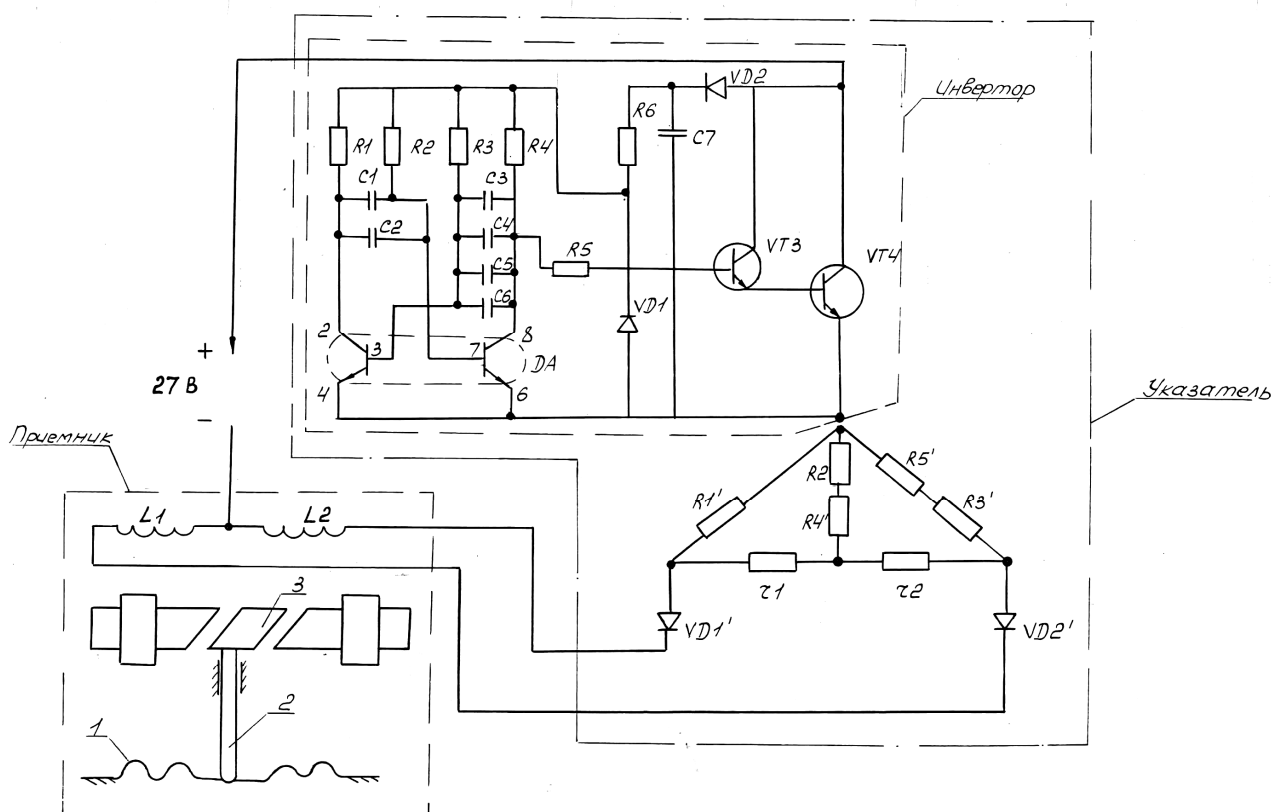 Инвертор
VD2
R6
C7
R1
R2
R3
R4
C1
C3
C2
C4
R5
VT3
VT4
C5
VD1
C6
2
3
4
7
8
DA
6
+
27 В
–
Указатель
Приемник
L1
L2
R1'
R2
R4'
R5'
R3'
τ1
τ2
VD1'
VD2'
3
2
1